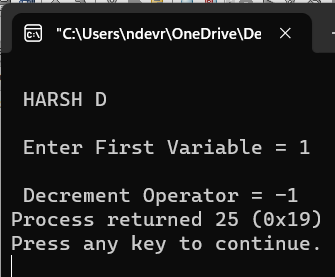 "C:\Users\ndevr\OneDrive\De
HARSH D
Enter First Variable = 1
Decrement Operator = -1
Process returned 25 (0x19)
Press any key to continue.